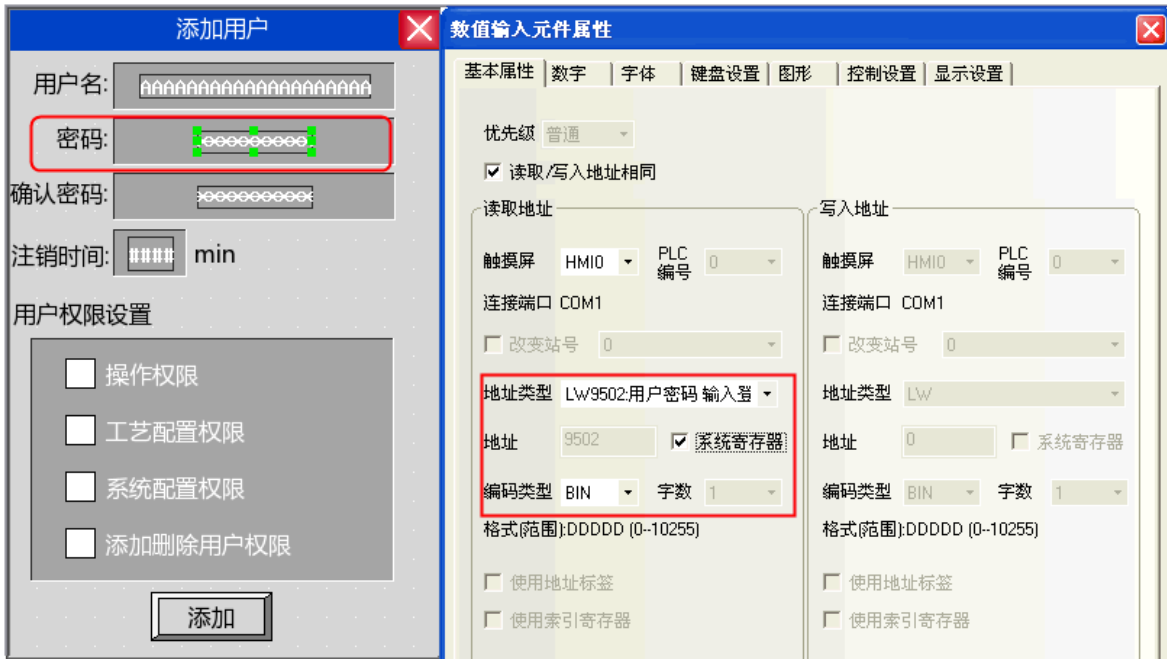 添加用户
用户名: AAAAAAAAAAAAAAAAAAAA
密码:
确认密码:
注销时间: #### min
用户权限设置
操作权限
工艺配置权限
系统配置权限
添加删除用户权限
添加
数值输入元件属性
基本属性 数字 字体 键盘设置 图形 控制设置 显示设置
优先级 普通
读取/写入地址相同
读取地址
触摸屏 HMI0 PLC编号 0
连接端口 COM1
改变站号 0
地址类型 LW9502:用户密码 输入登
地址 9502 系统寄存器
编码类型 BIN 字数 1
格式(范围):DDDDD (0~10255)
使用地址标签
使用索引寄存器
写入地址
触摸屏 HMI0 PLC编号 0
连接端口 COM1
改变站号 0
地址类型 LW
地址 0 系统寄存器
编码类型 BIN 字数 1
格式(范围):DDDDD (0~10255)
使用地址标签
使用索引寄存器